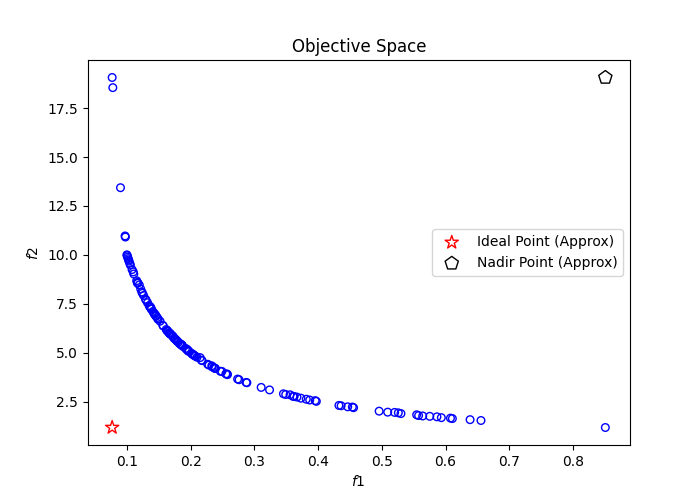 Objective Space
17.5
15.0
12.5
10.0
7.5
5.0
2.5
f2
Ideal Point (Approx)
Nadir Point (Approx)
0.1 0.2 0.3 0.4 0.5 0.6 0.7 0.8
f1